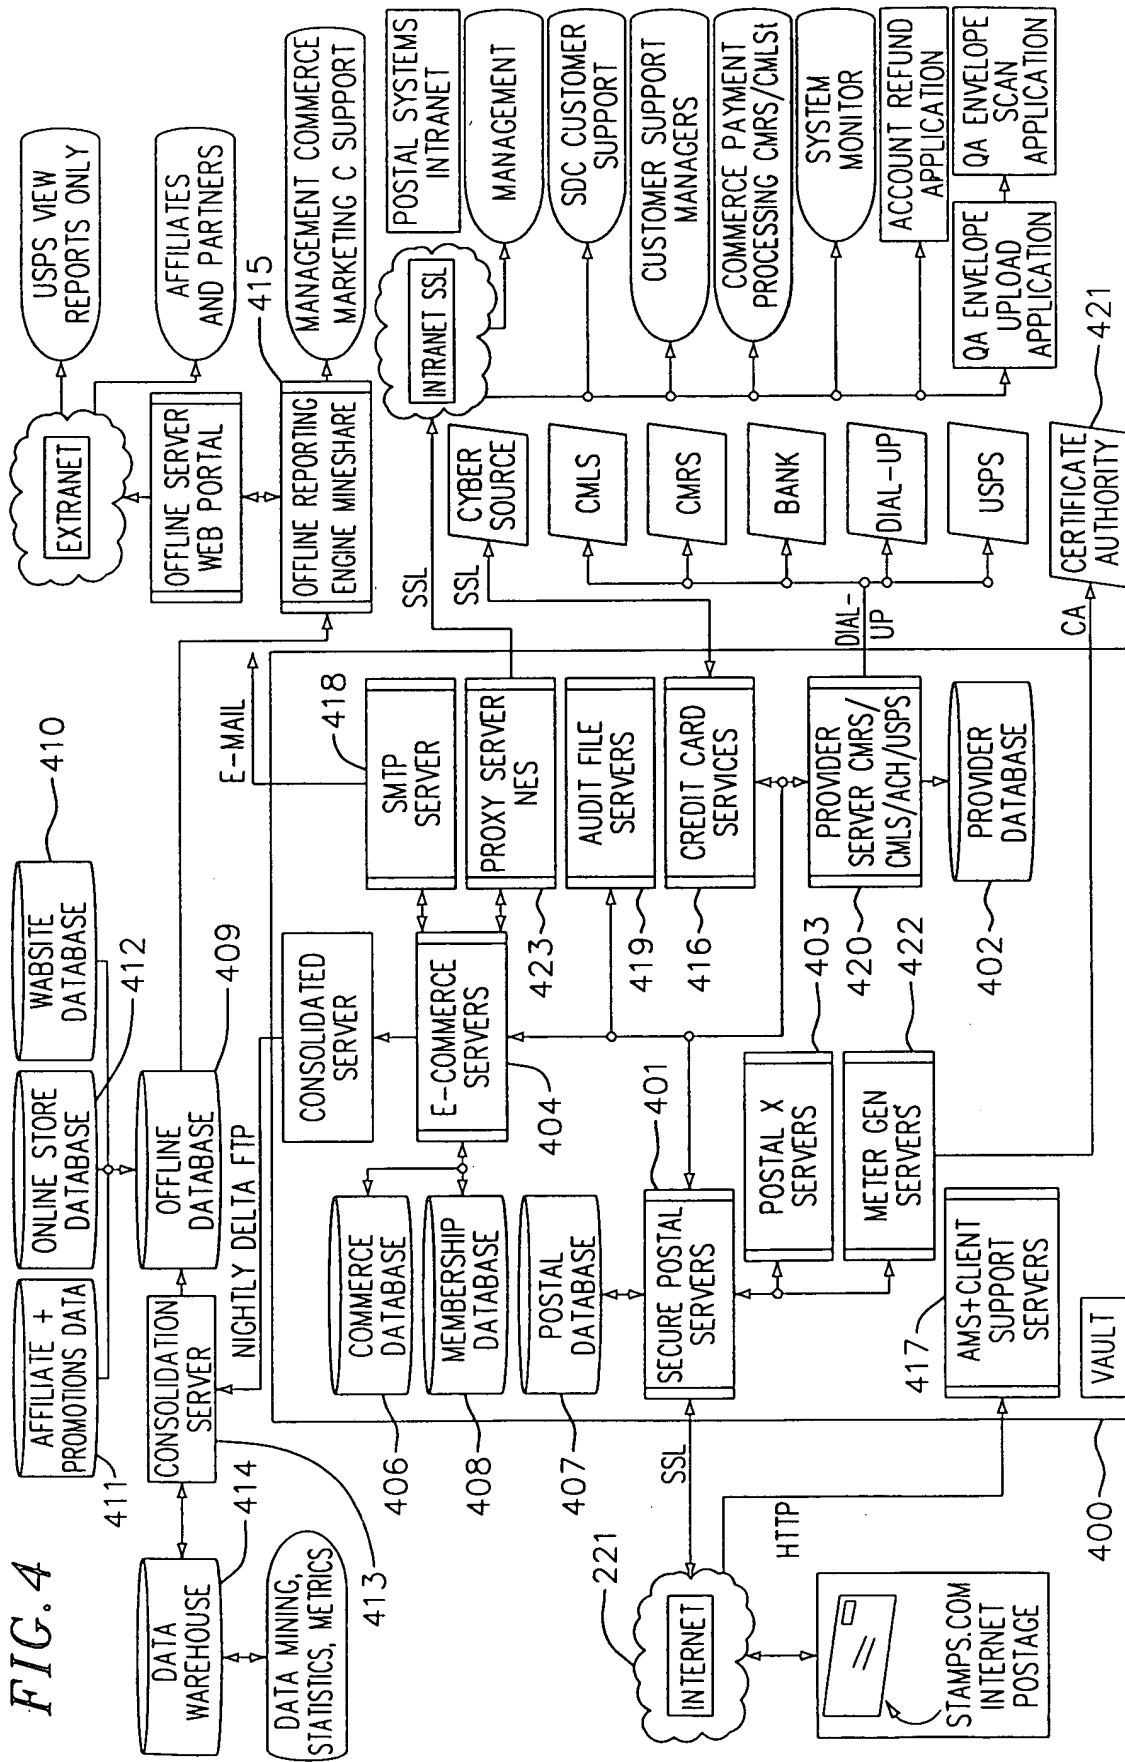 FIG. 4
AFFILIATE +
PROMOTIONS DATA
411
ONLINE STORE
DATABASE
412
WABSITE
DATABASE
410
USPS VIEW
REPORTS ONLY
EXTRANET
AFFILIATES
AND PARTNERS
OFFLINE SERVER
WEB PORTAL
415
DATA
WAREHOUSE
414
CONSOLIDATION
SERVER
OFFLINE
DATABASE
409
OFFLINE REPORTING
ENGINE MINESHARE
MANAGEMENT COMMERCE
MARKETING C SUPPORT
DATA MINING,
STATISTICS, METRICS
413
NIGHTLY DELTA FTP
E-MAIL
CONSOLIDATED
SERVER
418
SMTP
SERVER
SSL
INTRANET SSL
POSTAL SYSTEMS
INTRANET
COMMERCE
DATABASE
406
E-COMMERCE
SERVERS
404
PROXY SERVER
NES
423
SSL
CYBER
SOURCE
MANAGEMENT
MEMBERSHIP
DATABASE
408
AUDIT FILE
SERVERS
419
CMLS
SDC CUSTOMER
SUPPORT
POSTAL
DATABASE
407
CREDIT CARD
SERVICES
416
CMRS
CUSTOMER SUPPORT
MANAGERS
221
INTERNET
SSL
SECURE POSTAL
SERVERS
401
BANK
COMMERCE PAYMENT
PROCESSING CMRS/CMLSt
HTTP
POSTAL X
SERVERS
403
PROVIDER
SERVER CMRS/
CMLS/ACH/USPS
420
DIAL-
UP
DIAL-UP
SYSTEM
MONITOR
METER GEN
SERVERS
422
USPS
ACCOUNT REFUND
APPLICATION
STAMPS.COM
INTERNET
POSTAGE
417
AMS+CLIENT
SUPPORT
SERVERS
402
PROVIDER
DATABASE
QA ENVELOPE
UPLOAD
APPLICATION
QA ENVELOPE
SCAN
APPLICATION
400
VAULT
CA
CERTIFICATE
AUTHORITY
421